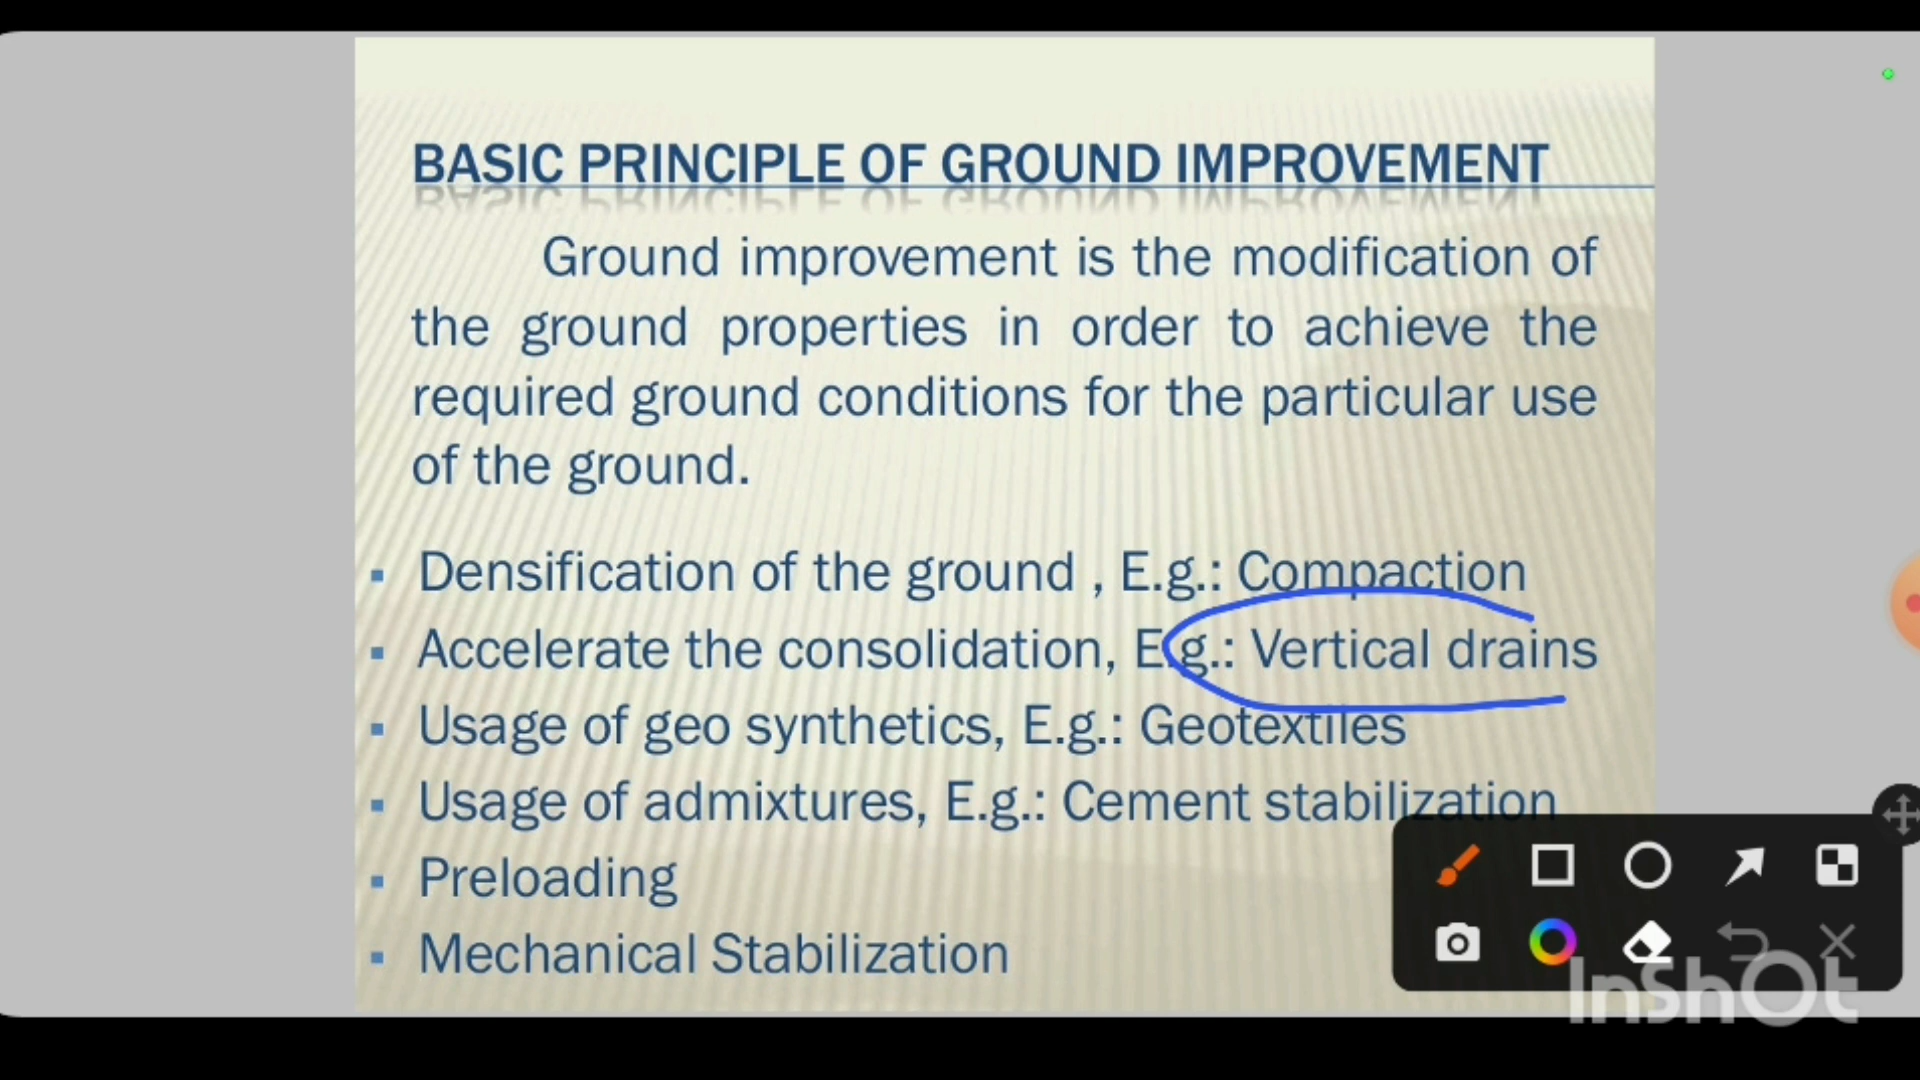 BASIC PRINCIPLE OF GROUND IMPROVEMENT
Ground improvement is the modification of
the ground properties in order to achieve the
required ground conditions for the particular use
of the ground.
Densification of the ground , E.g.: Compaction
Accelerate the consolidation, E.g.: Vertical drains
Usage of geo synthetics, E.g.: Geotextiles
Usage of admixtures, E.g.: Cement stabilization
Preloading
Mechanical Stabilization
InShOt